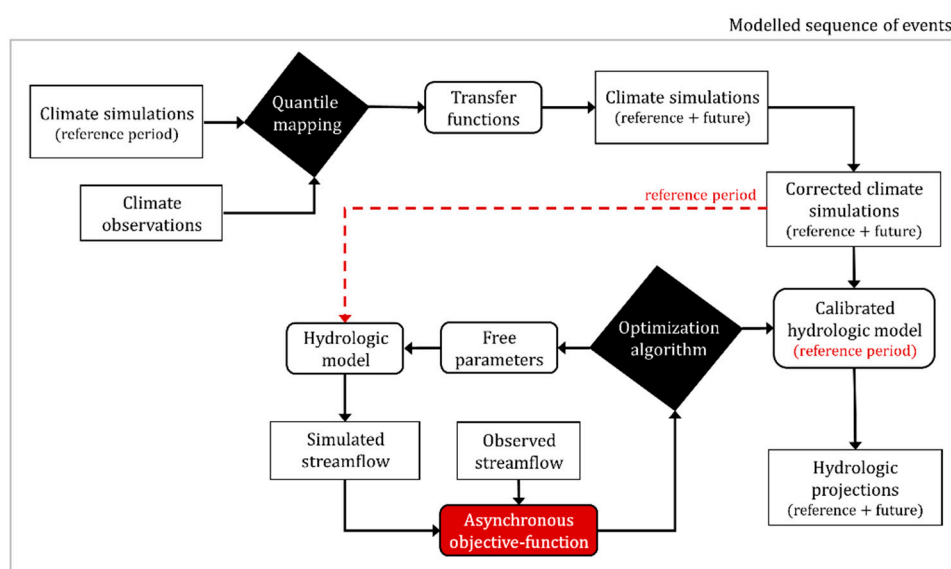 Modelled sequence of events
Climate simulations
(reference period)
Quantile
mapping
Transfer
functions
Climate simulations
(reference + future)
Climate
observations
reference period
Corrected climate
simulations
(reference + future)
Hydrologic
model
Free
parameters
Optimization
algorithm
Calibrated
hydrologic model
(reference period)
Simulated
streamflow
Observed
streamflow
Hydrologic
projections
(reference + future)
Asynchronous
objective-function